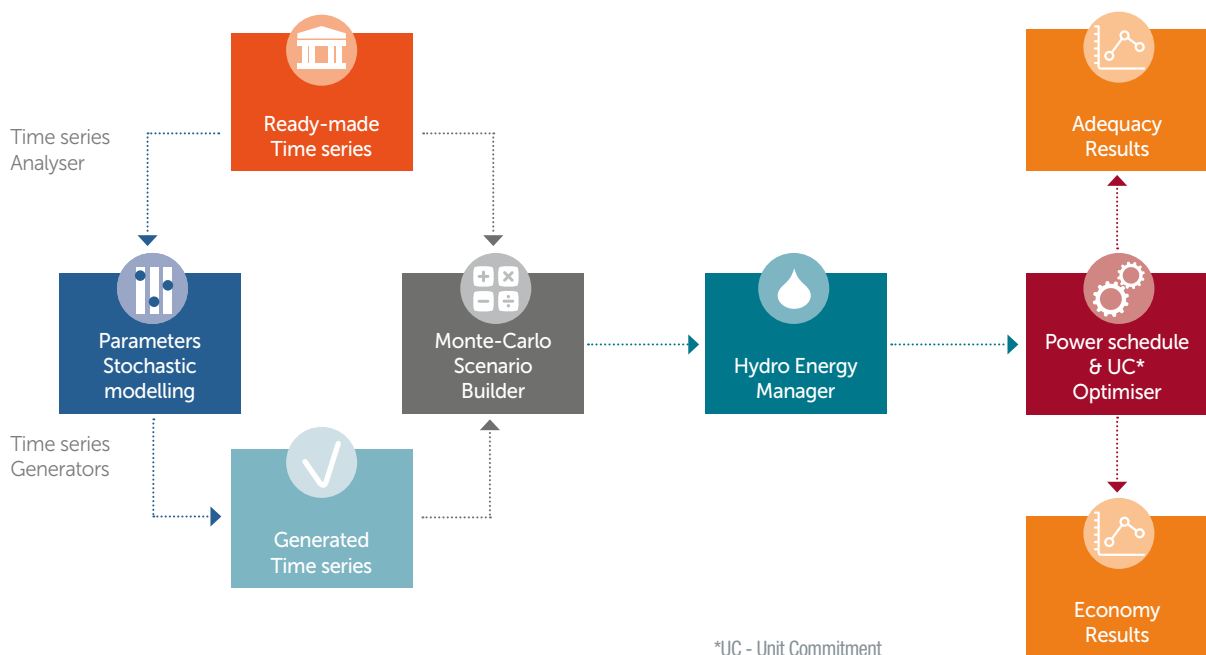 Ready-made
Time series
Adequacy
Results
Time series
Analyser
Parameters
Stochastic
modelling
Monte-Carlo
Scenario
Builder
Hydro Energy
Manager
Power schedule
& UC*
Optimiser
Time series
Generators
Generated
Time series
Economy
Results
*UC - Unit Commitment